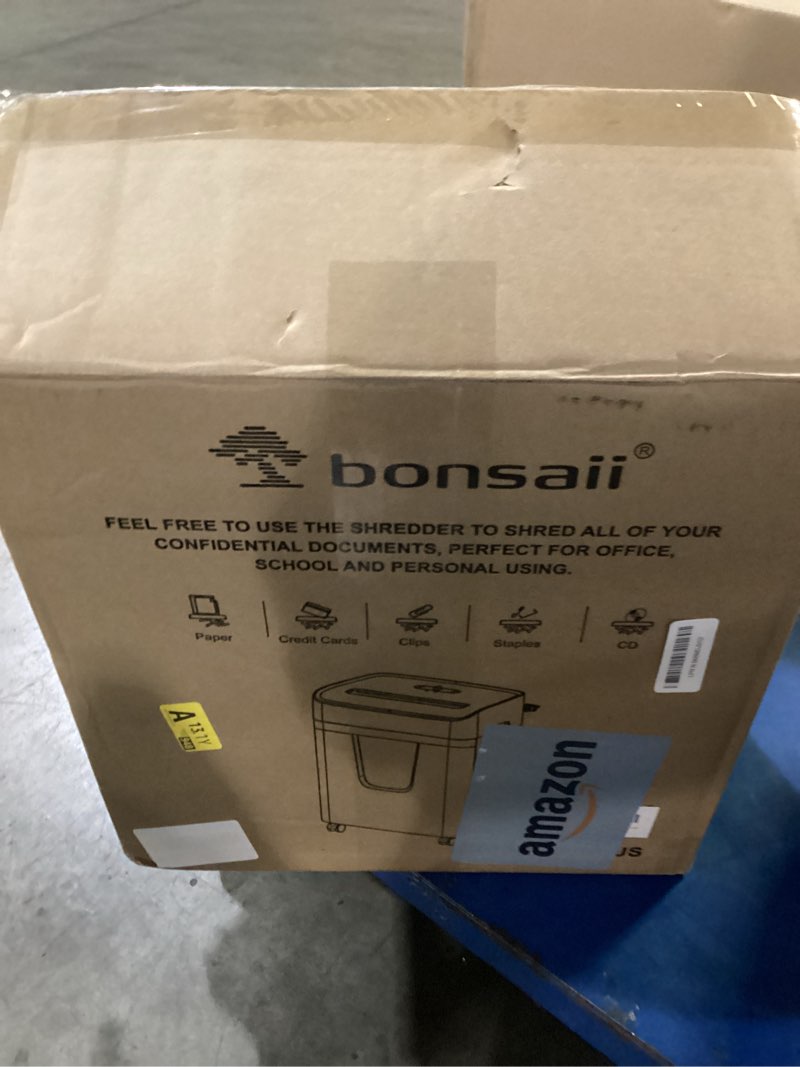 bonsaii®
FEEL FREE TO USE THE SHREDDER TO SHRED ALL OF YOUR
CONFIDENTIAL DOCUMENTS, PERFECT FOR OFFICE,
SCHOOL AND PERSONAL USING.
Paper
Credit Cards
Clips
Staples
CD
A
amazon
US